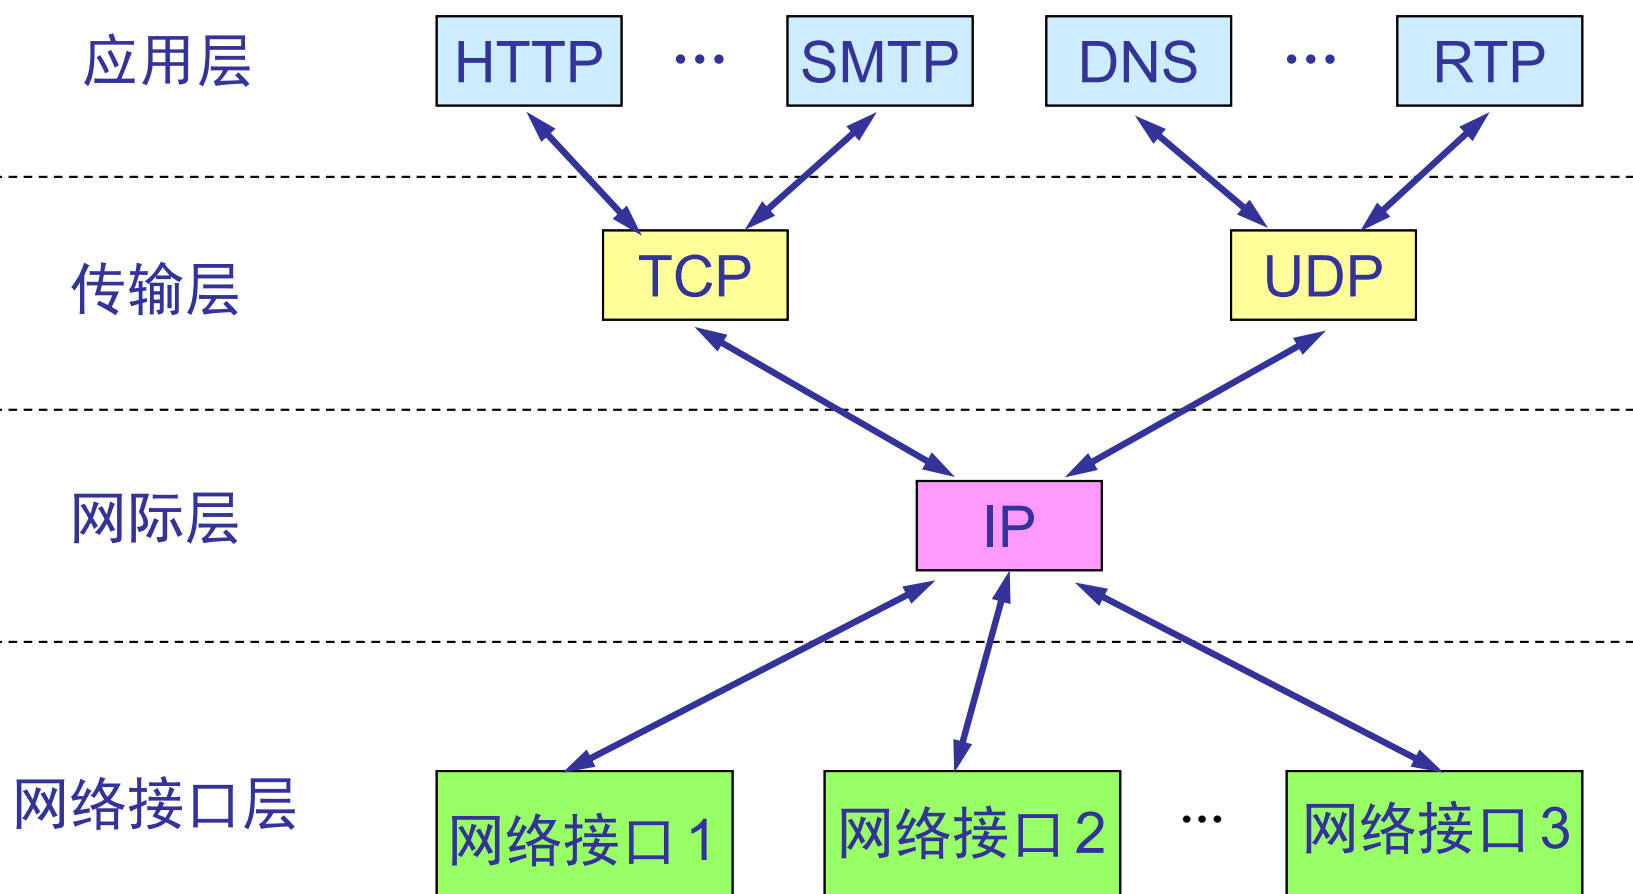 应用层 HTTP … SMTP DNS … RTP
传输层 TCP UDP
网际层 IP
网络接口层 网络接口1 网络接口2 … 网络接口3